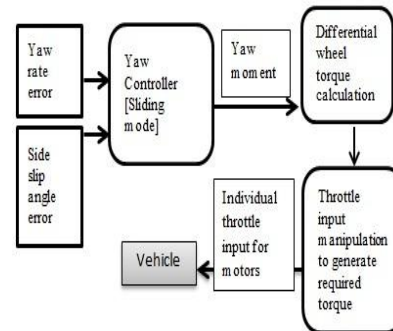 Yaw
rate
error
Side
slip
angle
error
Yaw
Controller
[Sliding
mode]
Yaw
moment
Differential
wheel
torque
calculation
Throttle
input
manipulation
to generate
required
torque
Individual
throttle
input for
motors
Vehicle